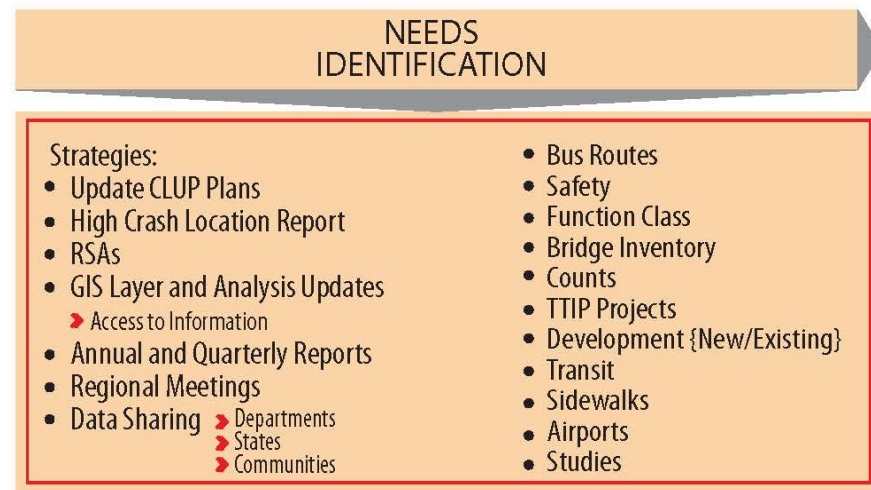 NEEDS
IDENTIFICATION
Strategies:
• Update CLUP Plans
• High Crash Location Report
• RSAs
• GIS Layer and Analysis Updates
Access to Information
• Annual and Quarterly Reports
• Regional Meetings
• Data Sharing
Departments
States
Communities
• Bus Routes
• Safety
• Function Class
• Bridge Inventory
• Counts
• TTIP Projects
• Development {New/Existing}
• Transit
• Sidewalks
• Airports
• Studies